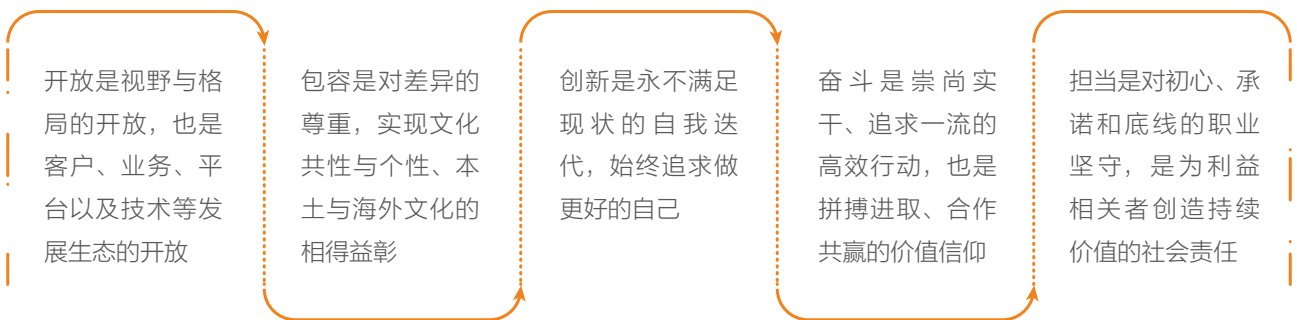 开放是视野与格
局的开放，也是
客户、业务、平
台以及技术等发
展生态的开放
包容是对差异的
尊重，实现文化
共性与个性、本
土与海外文化的
相得益彰
创新是永不满足
现状的自我迭
代，始终追求做
更好的自己
奋斗是崇尚实
干、追求一流的
高效行动，也是
拼搏进取、合作
共赢的价值信仰
担当是对初心、承
诺和底线的职业
坚守，是为利益
相关者创造持续
价值的社会责任